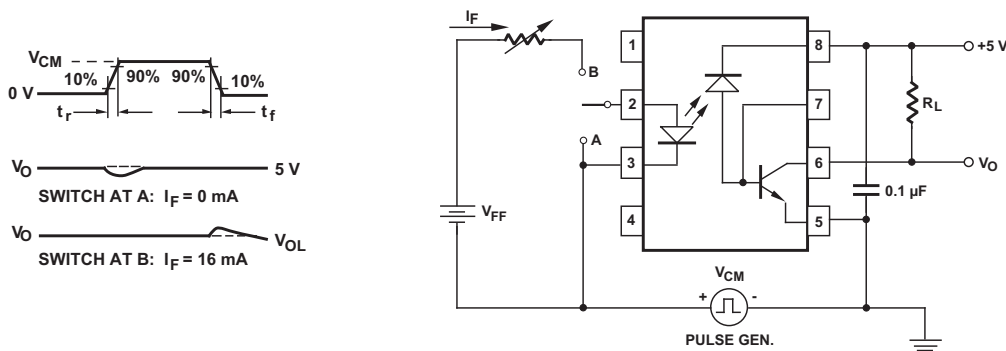 V_CM
10% 90% 90% 10%
0 V
t_r t_f
V_O 5 V
SWITCH AT A: I_F = 0 mA
V_O V_OL
SWITCH AT B: I_F = 16 mA
I_F
B
A
V_FF
1
2
3
4
8
7
6
5
+5 V
R_L
V_O
0.1 µF
V_CM
+ -
PULSE GEN.